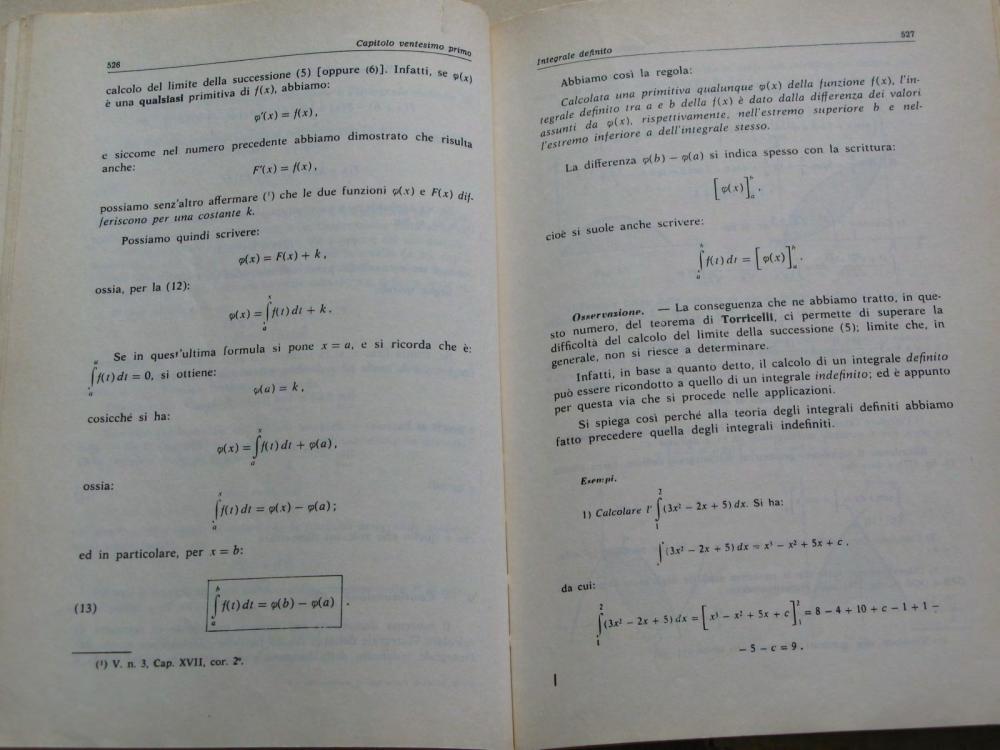 526
Capitolo ventesimo primo
calcolo del limite della successione (5) [oppure (6)]. Infatti, se φ(x)
è una qualsiasi primitiva di f(x), abbiamo:
φ'(x) = f(x),
e siccome nel numero precedente abbiamo dimostrato che risulta
anche:
F'(x) = f(x),
possiamo senz'altro affermare (¹) che le due funzioni φ(x) e F(x) dif-
feriscono per una costante k.
Possiamo quindi scrivere:
φ(x) = F(x) + k,
ossia, per la (12):
φ(x) = ∫ₐˣ f(t) dt + k.
Se in quest'ultima formula si pone x = a, e si ricorda che è:
∫ₐᵃ f(t) dt = 0, si ottiene:
φ(a) = k,
cosicché si ha:
φ(x) = ∫ₐˣ f(t) dt + φ(a),
ossia:
∫ₐˣ f(t) dt = φ(x) − φ(a);
ed in particolare, per x = b:
(13) ∫ₐᵇ f(t) dt = φ(b) − φ(a) .
(¹) V. n. 3, Cap. XVII, cor. 2º.
Integrale definito
527
Abbiamo così la regola:
Calcolata una primitiva qualunque φ(x) della funzione f(x), l'in-
tegrale definito tra a e b della f(x) è dato dalla differenza dei valori
assunti da φ(x), rispettivamente, nell'estremo superiore b e nel-
l'estremo inferiore a dell'integrale stesso.
La differenza φ(b) − φ(a) si indica spesso con la scrittura:
[φ(x)]ₐᵇ,
cioè si suole anche scrivere:
∫ₐᵇ f(t) dt = [φ(x)]ₐᵇ.
Osservazione. — La conseguenza che ne abbiamo tratto, in que-
sto numero, del teorema di Torricelli, ci permette di superare la
difficoltà del calcolo del limite della successione (5); limite che, in
generale, non si riesce a determinare.
Infatti, in base a quanto detto, il calcolo di un integrale definito
può essere ricondotto a quello di un integrale indefinito; ed è appunto
per questa via che si procede nelle applicazioni.
Si spiega così perché alla teoria degli integrali definiti abbiamo
fatto precedere quella degli integrali indefiniti.
Esempi.
1) Calcolare l' ∫₁² (3x² − 2x + 5) dx. Si ha:
∫ (3x² − 2x + 5) dx = x³ − x² + 5x + c,
da cui:
∫₁² (3x² − 2x + 5) dx = [x³ − x² + 5x + c]₁² = 8 − 4 + 10 + c − 1 + 1 −
− 5 − c = 9.